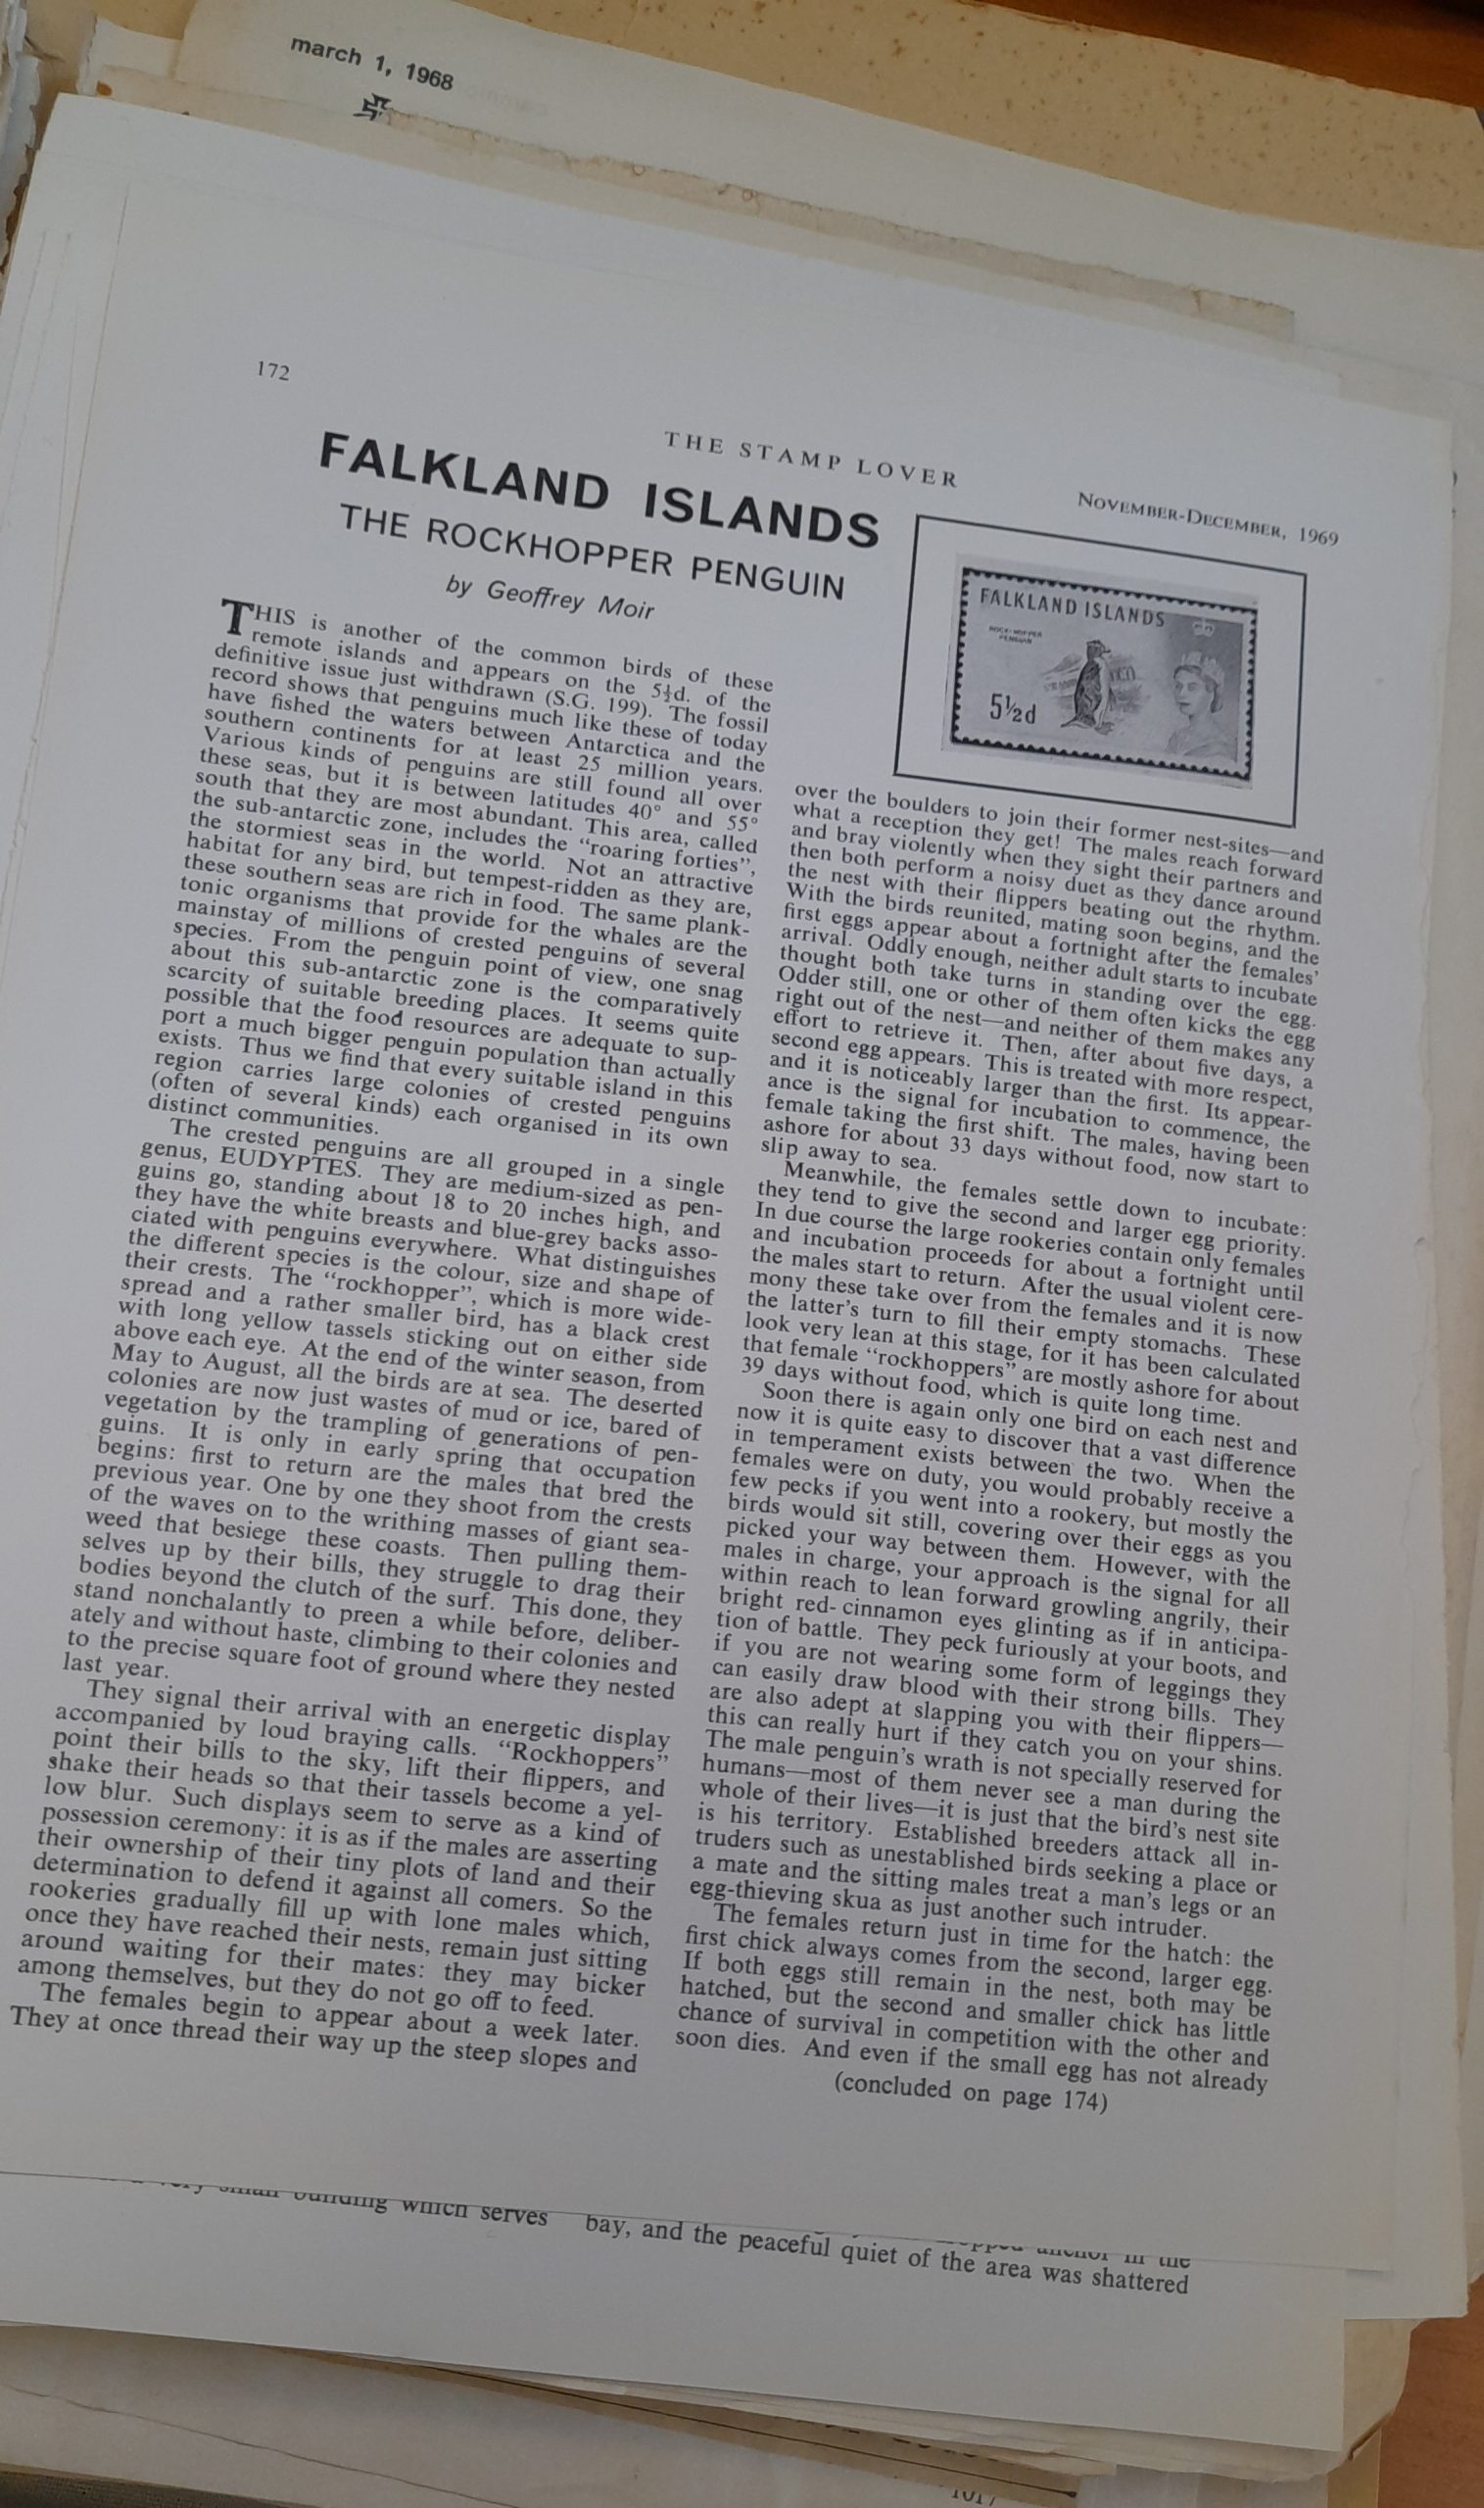 march 1, 1968
172
THE STAMP LOVER
NOVEMBER-DECEMBER, 1969
FALKLAND ISLANDS
THE ROCKHOPPER PENGUIN
by Geoffrey Moir
FALKLAND ISLANDS
ROCKHOPPER
PENGUIN
5½d
THIS is another of the common birds of these
remote islands and appears on the 5½d. of the
definitive issue just withdrawn (S.G. 199). The fossil
record shows that penguins much like these of today
have fished the waters between Antarctica and the
southern continents for at least 25 million years.
Various kinds of penguins are still found all over
these seas, but it is between latitudes 40° and 55°
south that they are most abundant. This area, called
the sub-antarctic zone, includes the "roaring forties",
the stormiest seas in the world. Not an attractive
habitat for any bird, but tempest-ridden as they are,
these southern seas are rich in food. The same plank-
tonic organisms that provide for the whales are the
mainstay of millions of crested penguins of several
species. From the penguin point of view, one snag
about this sub-antarctic zone is the comparatively
scarcity of suitable breeding places. It seems quite
possible that the food resources are adequate to sup-
port a much bigger penguin population than actually
exists. Thus we find that every suitable island in this
region carries large colonies of crested penguins
(often of several kinds) each organised in its own
distinct communities.
The crested penguins are all grouped in a single
genus, EUDYPTES. They are medium-sized as pen-
guins go, standing about 18 to 20 inches high, and
they have the white breasts and blue-grey backs asso-
ciated with penguins everywhere. What distinguishes
the different species is the colour, size and shape of
their crests. The "rockhopper", which is more wide-
spread and a rather smaller bird, has a black crest
with long yellow tassels sticking out on either side
above each eye. At the end of the winter season, from
May to August, all the birds are at sea. The deserted
colonies are now just wastes of mud or ice, bared of
vegetation by the trampling of generations of pen-
guins. It is only in early spring that occupation
begins: first to return are the males that bred the
previous year. One by one they shoot from the crests
of the waves on to the writhing masses of giant sea-
weed that besiege these coasts. Then pulling them-
selves up by their bills, they struggle to drag their
bodies beyond the clutch of the surf. This done, they
stand nonchalantly to preen a while before, deliber-
ately and without haste, climbing to their colonies and
to the precise square foot of ground where they nested
last year.
They signal their arrival with an energetic display
accompanied by loud braying calls. "Rockhoppers"
point their bills to the sky, lift their flippers, and
shake their heads so that their tassels become a yel-
low blur. Such displays seem to serve as a kind of
possession ceremony: it is as if the males are asserting
their ownership of their tiny plots of land and their
determination to defend it against all comers. So the
rookeries gradually fill up with lone males which,
once they have reached their nests, remain just sitting
around waiting for their mates: they may bicker
among themselves, but they do not go off to feed.
The females begin to appear about a week later.
They at once thread their way up the steep slopes and
over the boulders to join their former nest-sites—and
what a reception they get! The males reach forward
and bray violently when they sight their partners and
then both perform a noisy duet as they dance around
the nest with their flippers beating out the rhythm.
With the birds reunited, mating soon begins, and the
first eggs appear about a fortnight after the females'
arrival. Oddly enough, neither adult starts to incubate
thought both take turns in standing over the egg.
Odder still, one or other of them often kicks the egg
right out of the nest—and neither of them makes any
effort to retrieve it. Then, after about five days, a
second egg appears. This is treated with more respect,
and it is noticeably larger than the first. Its appear-
ance is the signal for incubation to commence, the
female taking the first shift. The males, having been
ashore for about 33 days without food, now start to
slip away to sea.
Meanwhile, the females settle down to incubate:
they tend to give the second and larger egg priority.
In due course the large rookeries contain only females
and incubation proceeds for about a fortnight until
the males start to return. After the usual violent cere-
mony these take over from the females and it is now
the latter's turn to fill their empty stomachs. These
look very lean at this stage, for it has been calculated
that female "rockhoppers" are mostly ashore for about
39 days without food, which is quite long time.
Soon there is again only one bird on each nest and
now it is quite easy to discover that a vast difference
in temperament exists between the two. When the
females were on duty, you would probably receive a
few pecks if you went into a rookery, but mostly the
birds would sit still, covering over their eggs as you
picked your way between them. However, with the
males in charge, your approach is the signal for all
within reach to lean forward growling angrily, their
bright red-cinnamon eyes glinting as if in anticipa-
tion of battle. They peck furiously at your boots, and
if you are not wearing some form of leggings they
can easily draw blood with their strong bills. They
are also adept at slapping you with their flippers—
this can really hurt if they catch you on your shins.
The male penguin's wrath is not specially reserved for
humans—most of them never see a man during the
whole of their lives—it is just that the bird's nest site
is his territory. Established breeders attack all in-
truders such as unestablished birds seeking a place or
a mate and the sitting males treat a man's legs or an
egg-thieving skua as just another such intruder.
The females return just in time for the hatch: the
first chick always comes from the second, larger egg.
If both eggs still remain in the nest, both may be
hatched, but the second and smaller chick has little
chance of survival in competition with the other and
soon dies. And even if the small egg has not already
(concluded on page 174)
very small building which serves
anchor in the
bay, and the peaceful quiet of the area was shattered